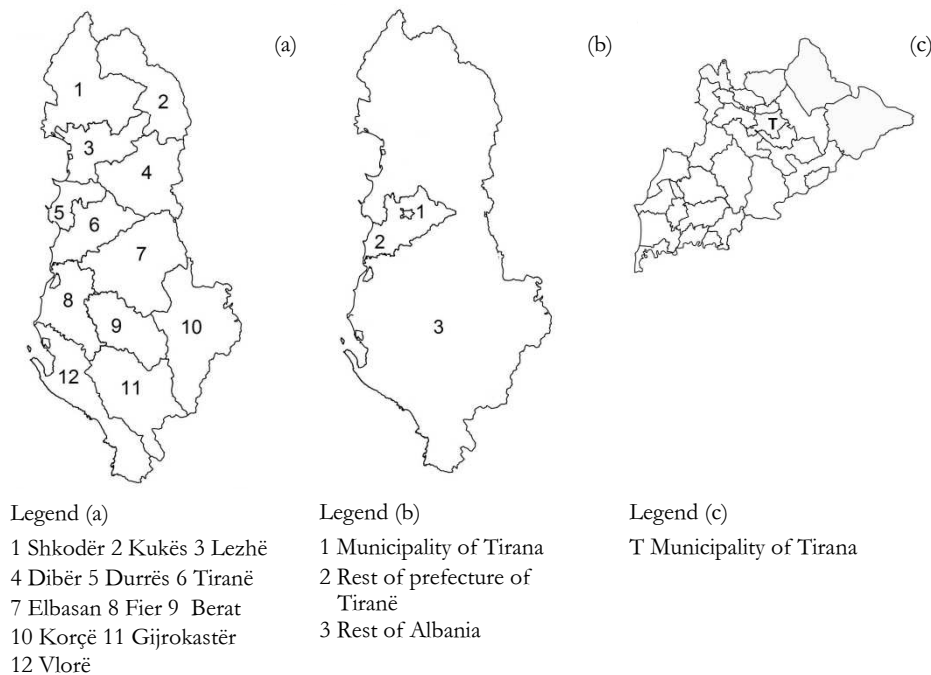 (a)
1
2
3
4
5
6
7
8
9
10
11
12
(b)
1
2
3
(c)
T
Legend (a)
1 Shkodër 2 Kukës 3 Lezhë
4 Dibër 5 Durrës 6 Tiranë
7 Elbasan 8 Fier 9 Berat
10 Korçë 11 Gijrokastër
12 Vlorë
Legend (b)
1 Municipality of Tirana
2 Rest of prefecture of
Tiranë
3 Rest of Albania
Legend (c)
T Municipality of Tirana